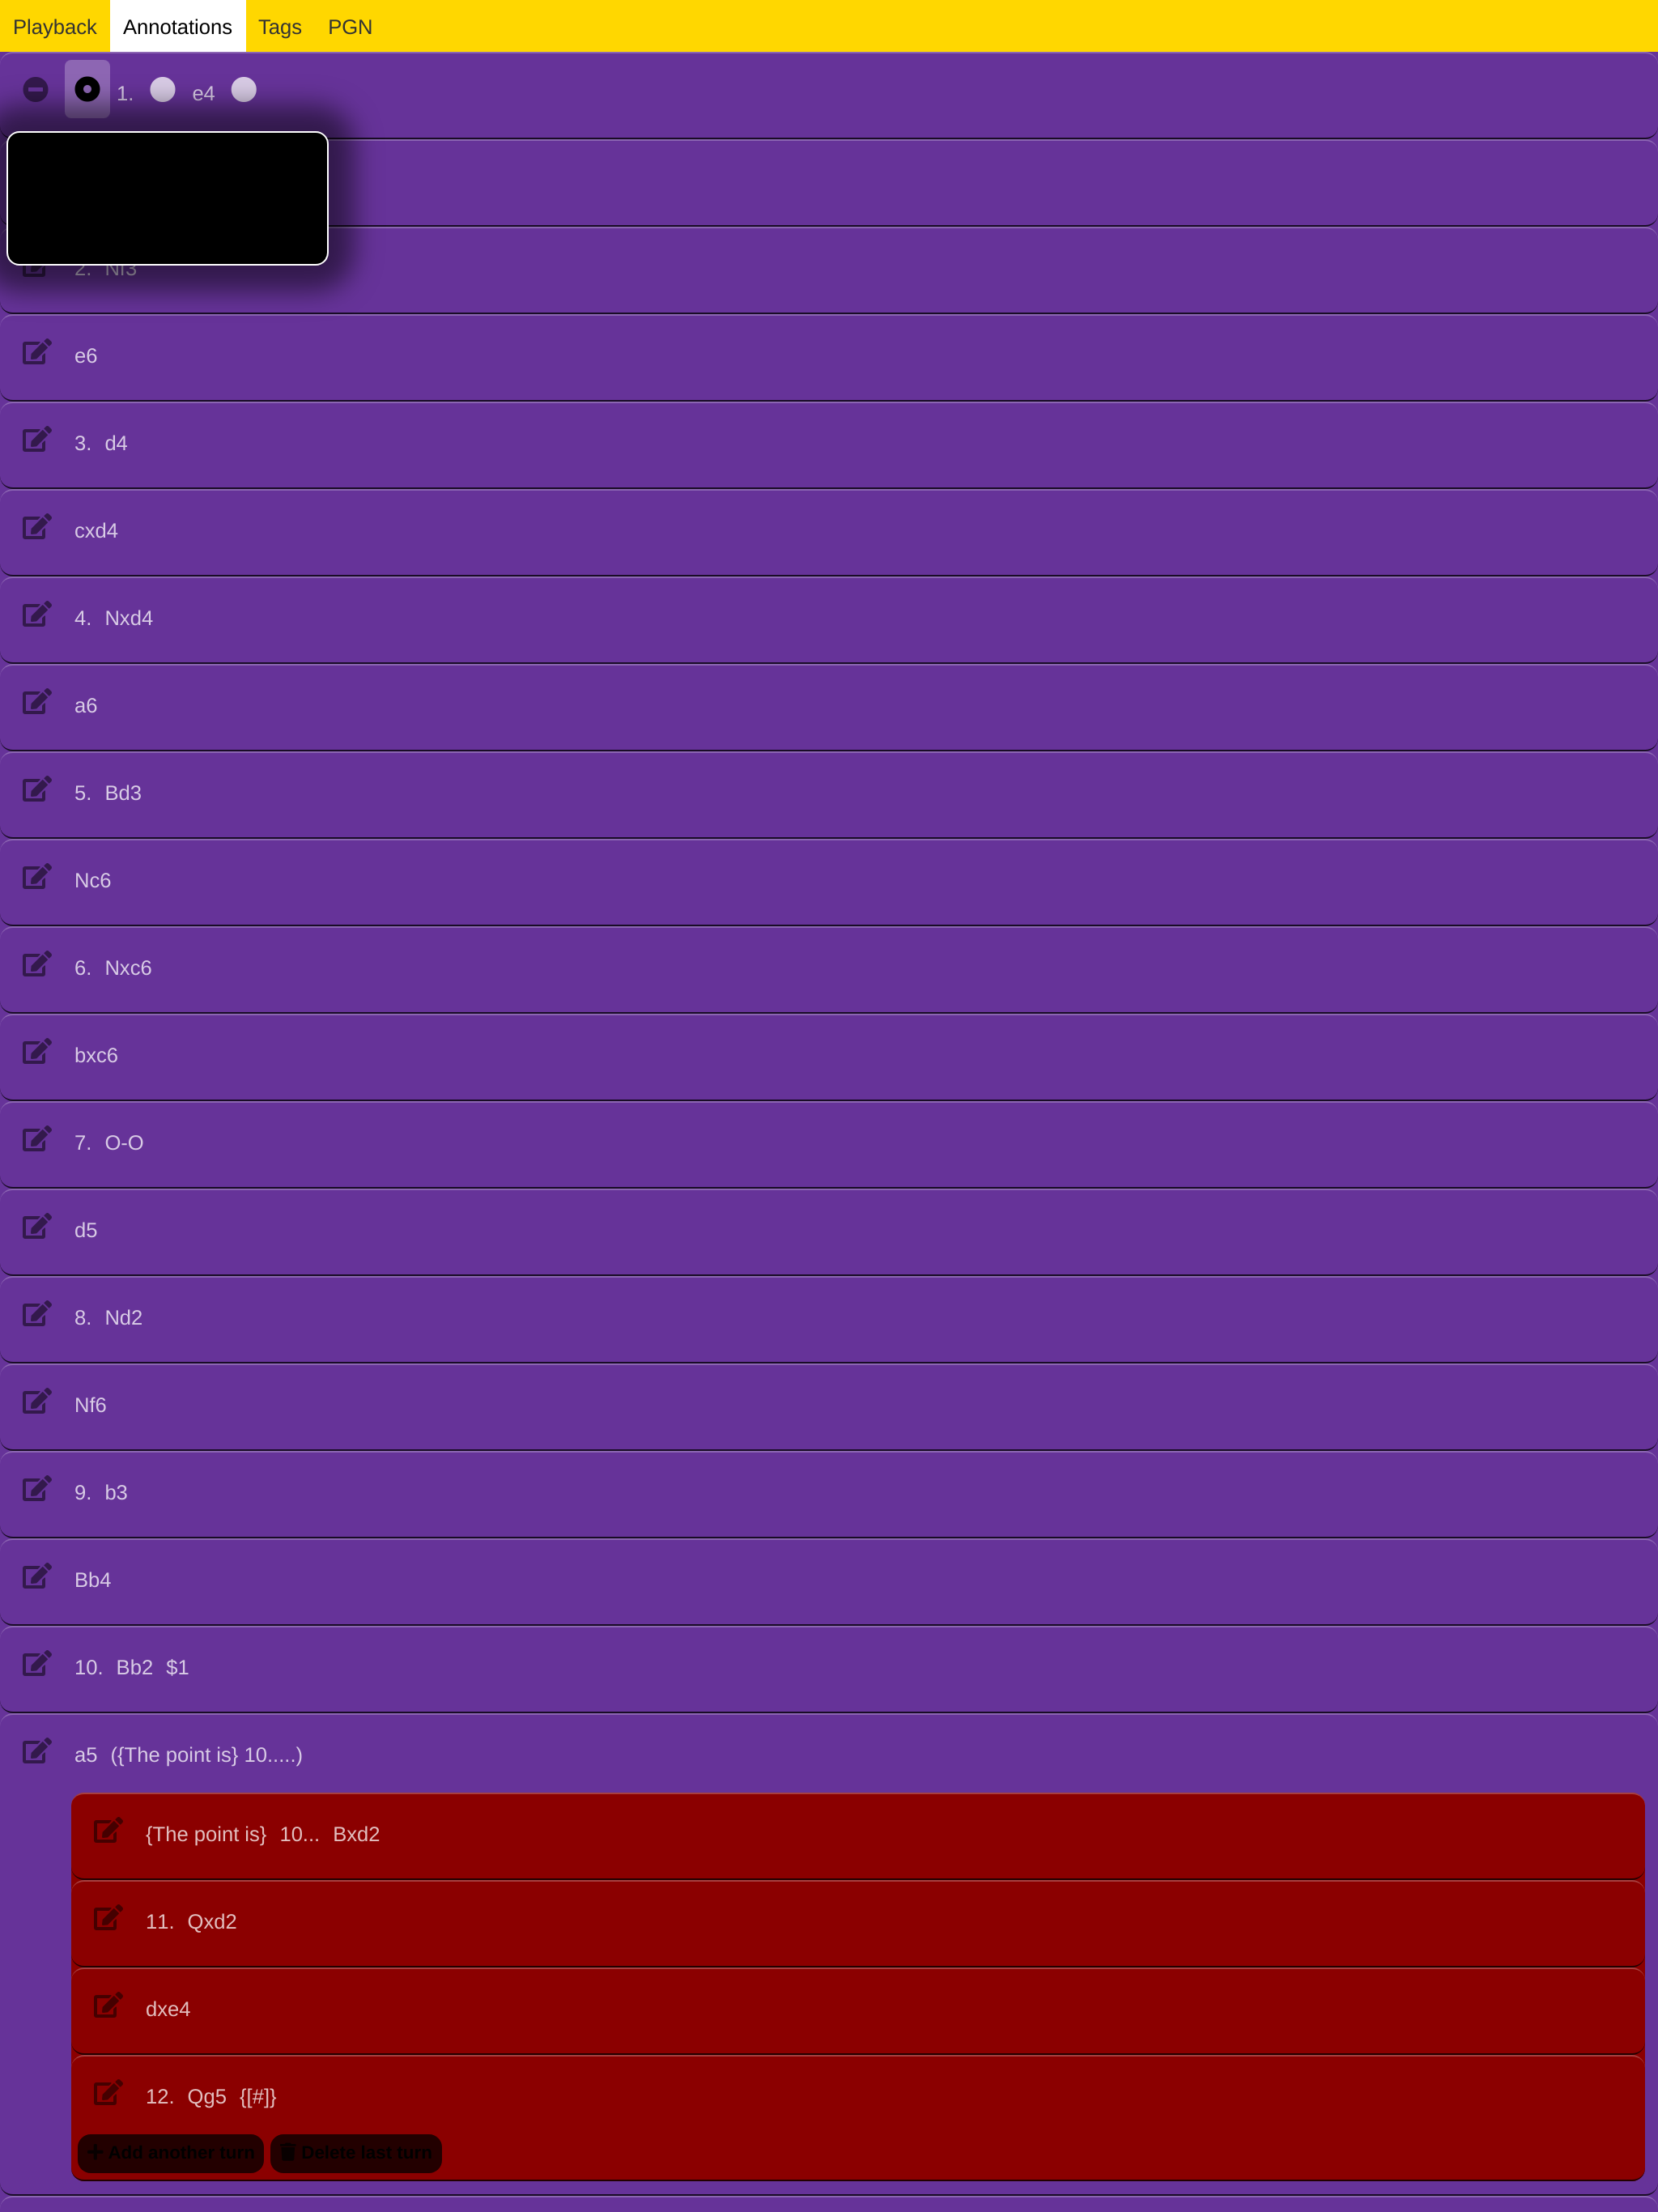 Playback Annotations Tags PGN
1. e4
2. Nf3
e6
3. d4
cxd4
4. Nxd4
a6
5. Bd3
Nc6
6. Nxc6
bxc6
7. O-O
d5
8. Nd2
Nf6
9. b3
Bb4
10. Bb2 $1
a5 ({The point is} 10.....)
{The point is} 10... Bxd2
11. Qxd2
dxe4
12. Qg5 {[#]}
Add another turn Delete last turn